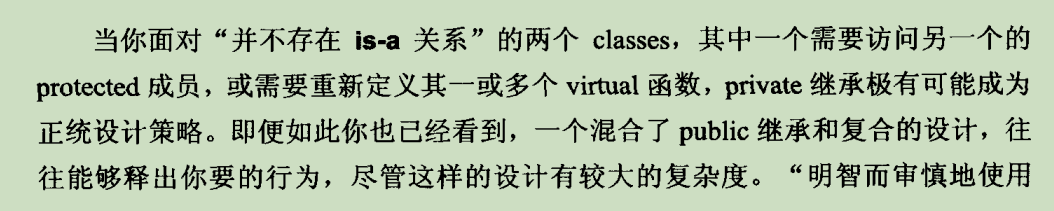 当你面对“并不存在 is-a 关系”的两个 classes，其中一个需要访问另一个的
protected 成员，或需要重新定义其一或多个 virtual 函数，private 继承极有可能成为
正统设计策略。即便如此你也已经看到，一个混合了 public 继承和复合的设计，往
往能够释出你要的行为，尽管这样的设计有较大的复杂度。“明智而审慎地使用